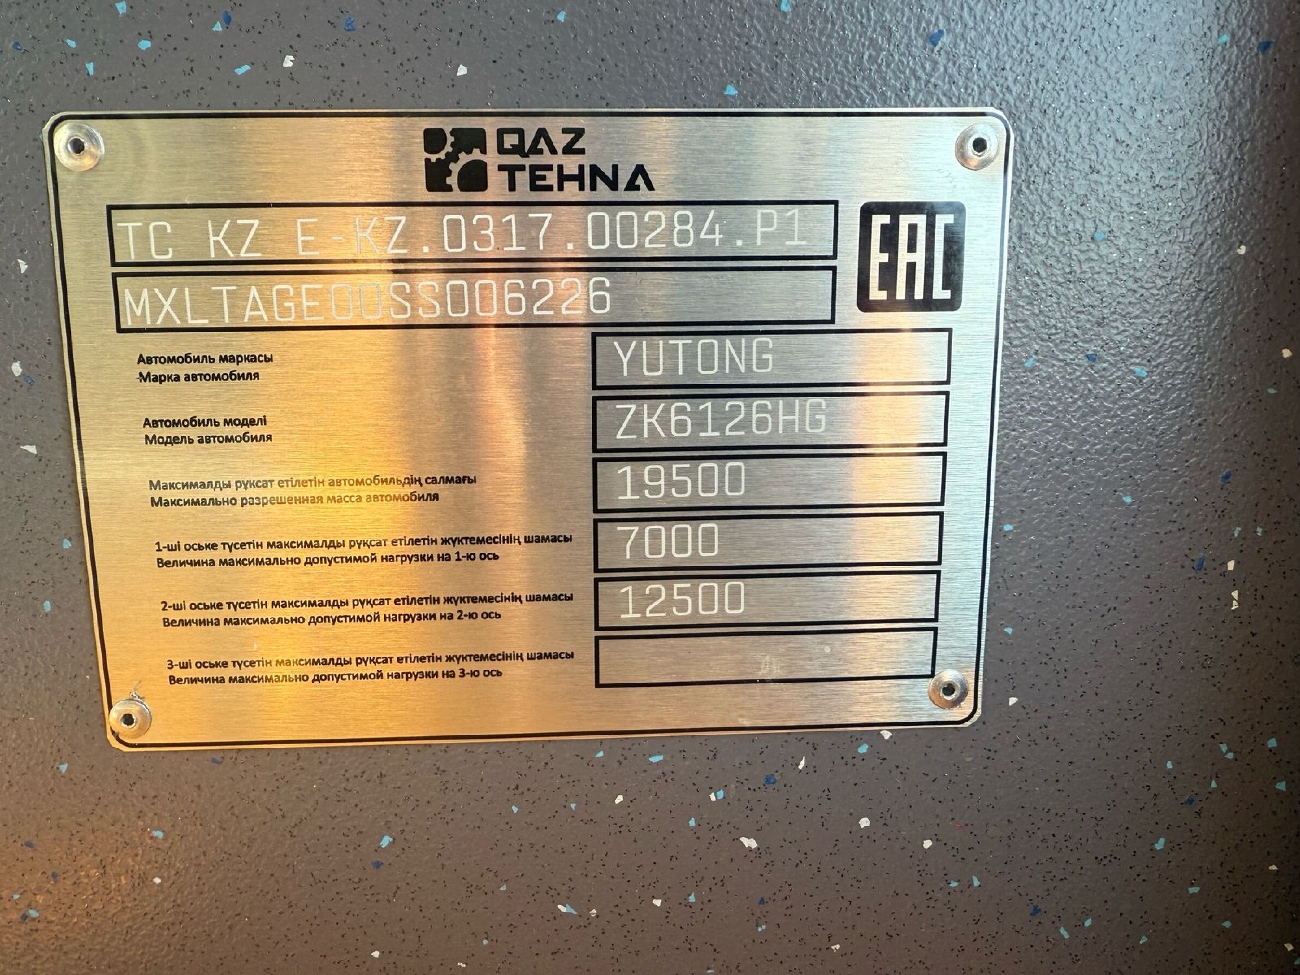 QAZ
TEHNA
TC KZ E-KZ.0317.00284.P1
EAC
MXLTAGE00SS006226
Автомобиль маркасы
Марка автомобиля
YUTONG
Автомобиль моделі
Модель автомобиля
ZK6126HG
Максималды рұқсат етілетін автомобильдің салмағы
Максимально разрешенная масса автомобиля
19500
1-ші оське түсетін максималды рұқсат етілетін жүктемесінің шамасы
Величина максимально допустимой нагрузки на 1-ю ось
7000
2-ші оське түсетін максималды рұқсат етілетін жүктемесінің шамасы
Величина максимально допустимой нагрузки на 2-ю ось
12500
3-ші оське түсетін максималды рұқсат етілетін жүктемесінің шамасы
Величина максимально допустимой нагрузки на 3-ю ось